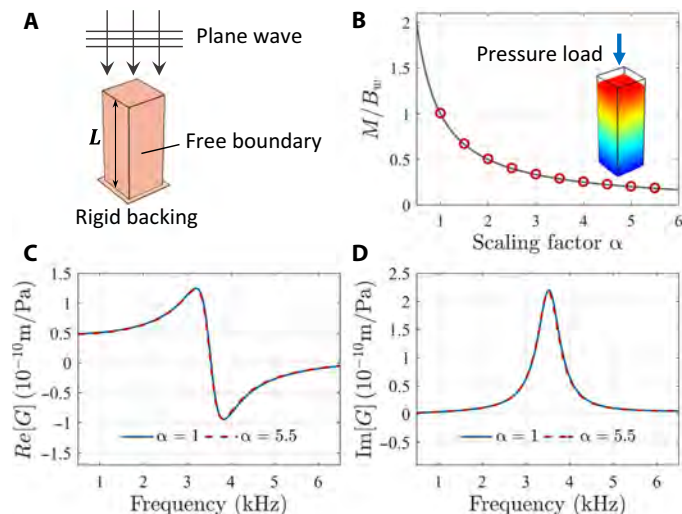 A
Plane wave
L
Free boundary
Rigid backing
B
Pressure load
M/B_w
2
1.5
1
0.5
0
1 2 3 4 5 6
Scaling factor α
C
Re[G] (10^{-10} m/Pa)
1.5
1
0.5
0
-0.5
-1
-1.5
α = 1 α = 5.5
1 2 3 4 5 6
Frequency (kHz)
D
Im[G] (10^{-10} m/Pa)
2.5
2
1.5
1
0.5
0
-0.5
α = 1 α = 5.5
1 2 3 4 5 6
Frequency (kHz)